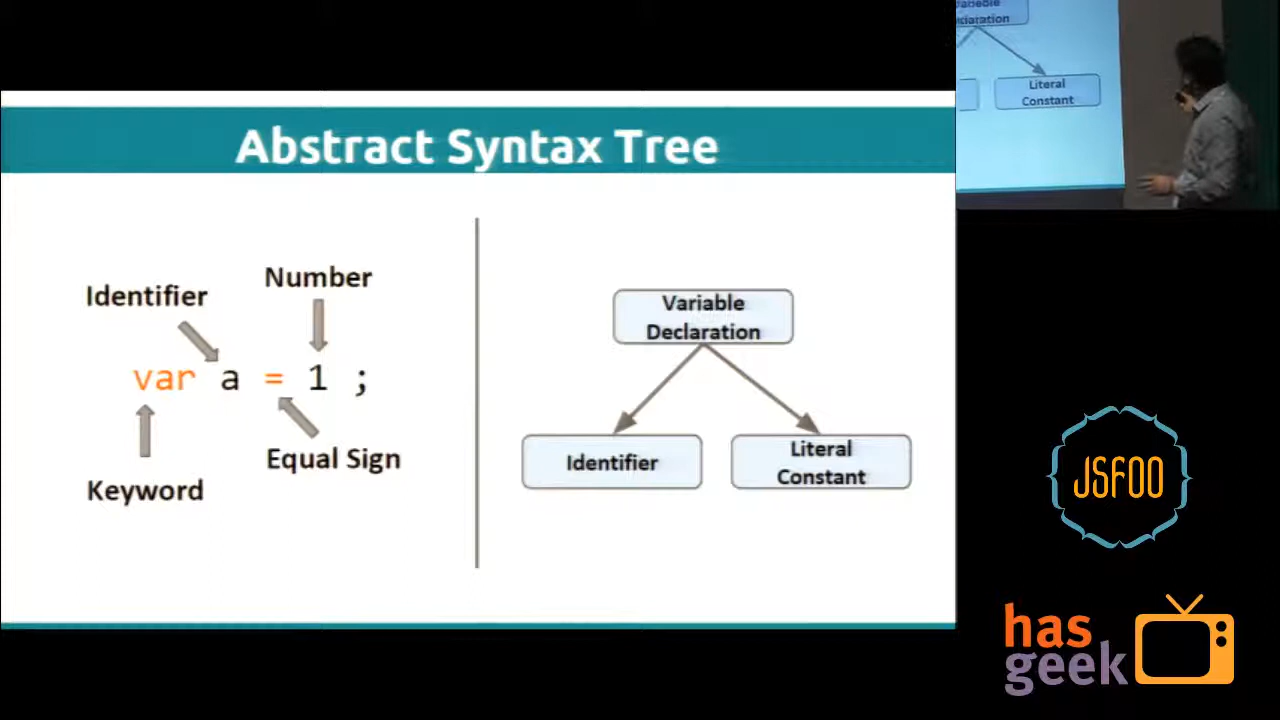 Abstract Syntax Tree
Identifier
Number
var a = 1 ;
Equal Sign
Keyword
Variable
Declaration
Identifier
Literal
Constant
Literal
Constant
JSFOO
has
geek